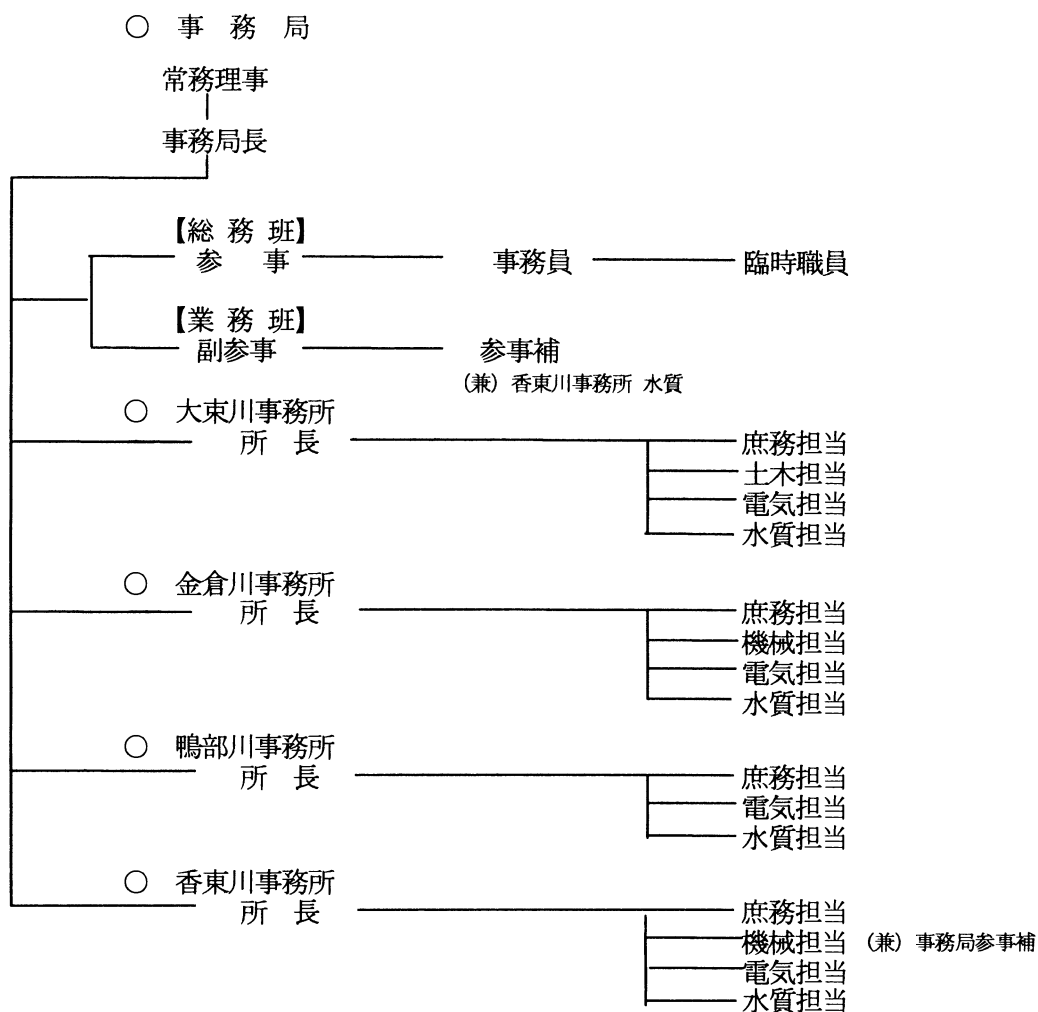 ○ 事 務 局
常務理事
事務局長
【総 務 班】
参 事 事務員 臨時職員
【業 務 班】
副参事 参事補
(兼) 香東川事務所 水質
○ 大束川事務所
所 長 庶務担当
土木担当
電気担当
水質担当
○ 金倉川事務所
所 長 庶務担当
機械担当
電気担当
水質担当
○ 鴨部川事務所
所 長 庶務担当
電気担当
水質担当
○ 香東川事務所
所 長 庶務担当
機械担当 (兼) 事務局参事補
電気担当
水質担当